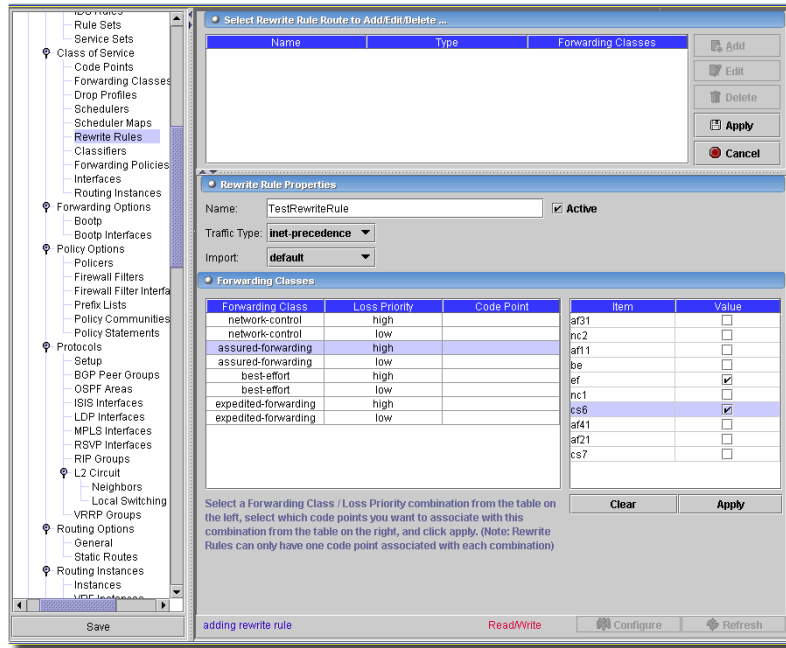 IDS Rules
Rule Sets
Service Sets
Class of Service
Code Points
Forwarding Classes
Drop Profiles
Schedulers
Scheduler Maps
Rewrite Rules
Classifiers
Forwarding Policies
Interfaces
Routing Instances
Forwarding Options
Bootp
Bootp Interfaces
Policy Options
Policers
Firewall Filters
Firewall Filter Interfa
Prefix Lists
Policy Communities
Policy Statements
Protocols
Setup
BGP Peer Groups
OSPF Areas
ISIS Interfaces
LDP Interfaces
MPLS Interfaces
RSVP Interfaces
RIP Groups
L2 Circuit
Neighbors
Local Switching
VRRP Groups
Routing Options
General
Static Routes
Routing Instances
Instances
VRF Instances
Save
Select Rewrite Rule Route to Add/Edit/Delete ...
Name Type Forwarding Classes
Add
Edit
Delete
Apply
Cancel
Rewrite Rule Properties
Name: TestRewriteRule Active
Traffic Type: inet-precedence
Import: default
Forwarding Classes
Forwarding Class Loss Priority Code Point
network-control high
network-control low
assured-forwarding high
assured-forwarding low
best-effort high
best-effort low
expedited-forwarding high
expedited-forwarding low
Item Value
af31
nc2
af11
be
ef
nc1
cs6
af41
af21
cs7
Clear Apply
Select a Forwarding Class / Loss Priority combination from the table on
the left, select which code points you want to associate with this
combination from the table on the right, and click apply. (Note: Rewrite
Rules can only have one code point associated with each combination)
adding rewrite rule Read/Write Configure Refresh